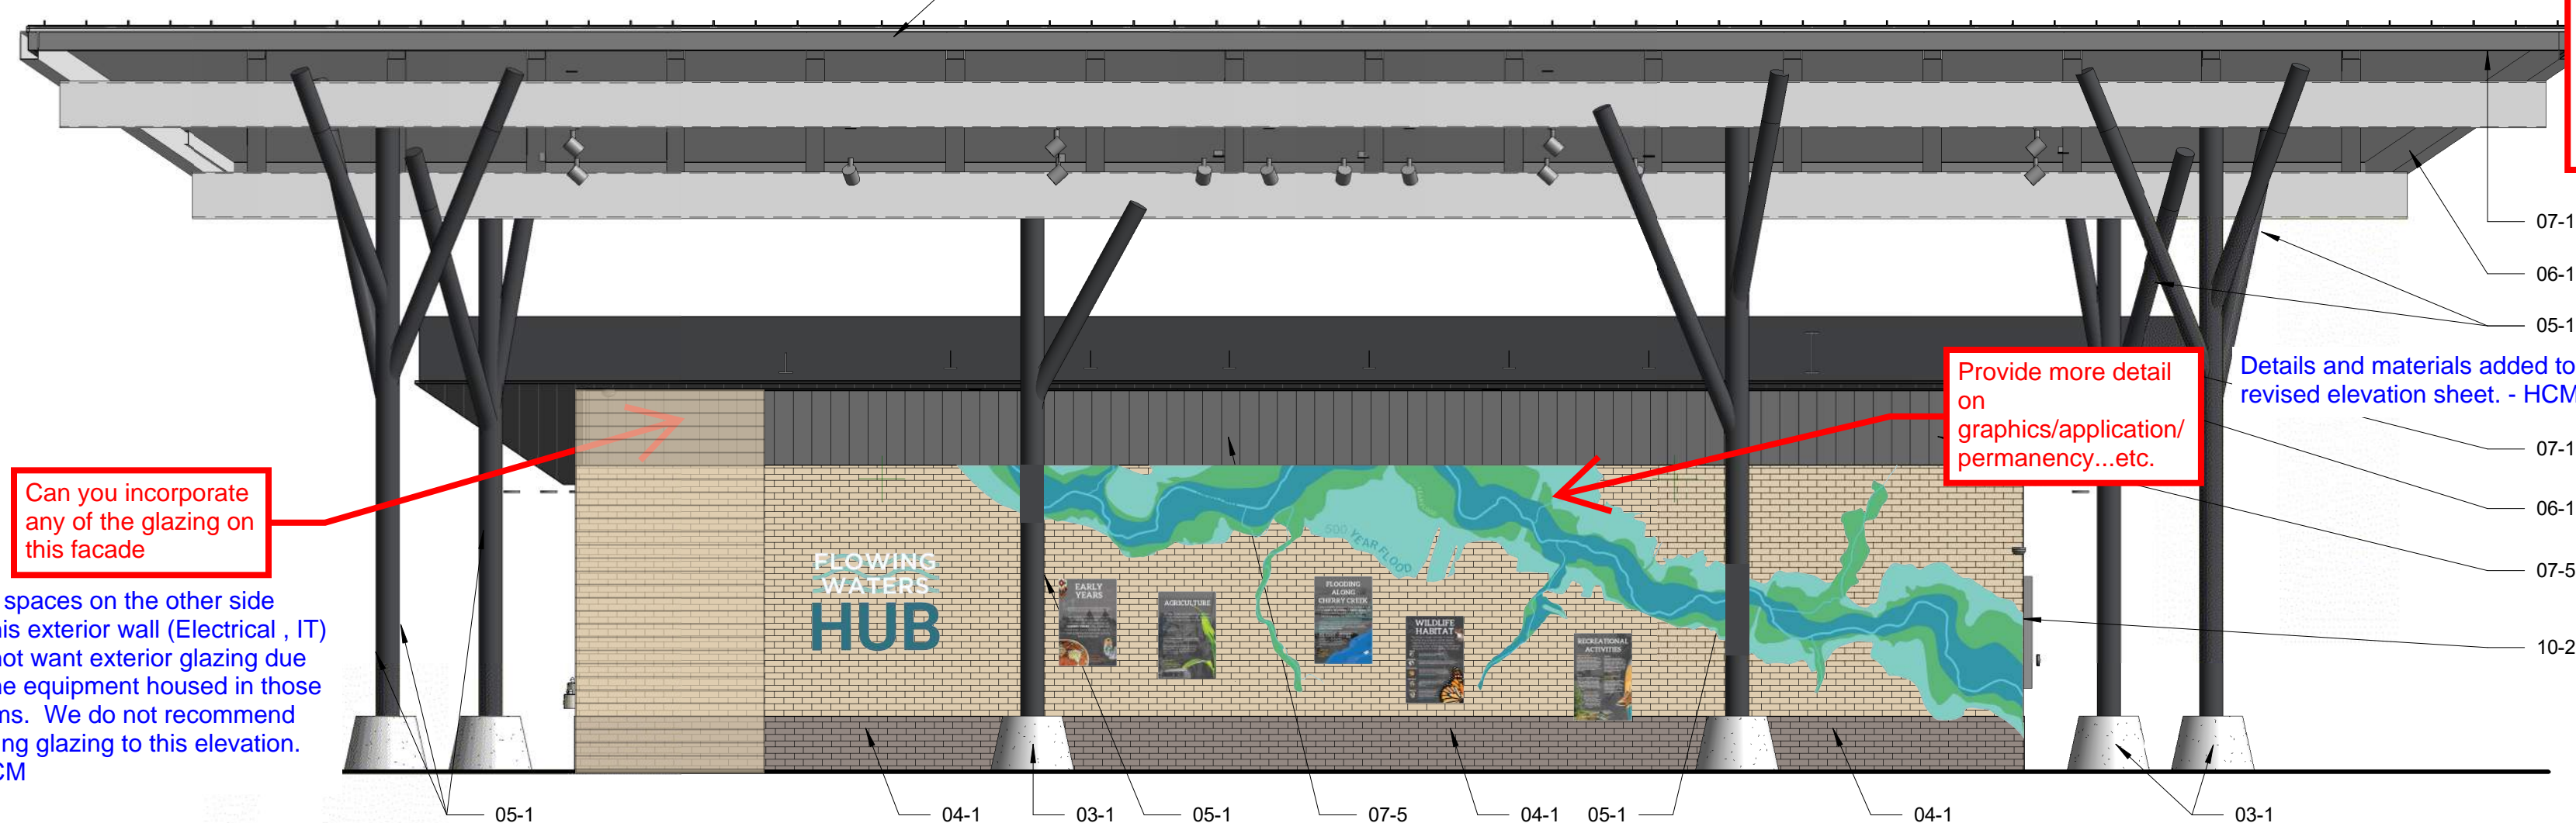 07-1
06-1
05-1
Provide more detail
on
graphics/application/
permanency...etc.
Details and materials added to
revised elevation sheet. - HCM
07-1
06-1
07-5
10-2
Can you incorporate
any of the glazing on
this facade
spaces on the other side
his exterior wall (Electrical , IT)
not want exterior glazing due
he equipment housed in those
ms. We do not recommend
ing glazing to this elevation.
CM
FLOWING
WATERS
HUB
500 YEAR FLOOD
EARLY
YEARS
AGRICULTURE
FLOODING
ALONG
CHERRY CREEK
WILDLIFE
HABITAT
RECREATIONAL
ACTIVITIES
05-1
04-1
03-1
05-1
07-5
04-1
05-1
04-1
03-1